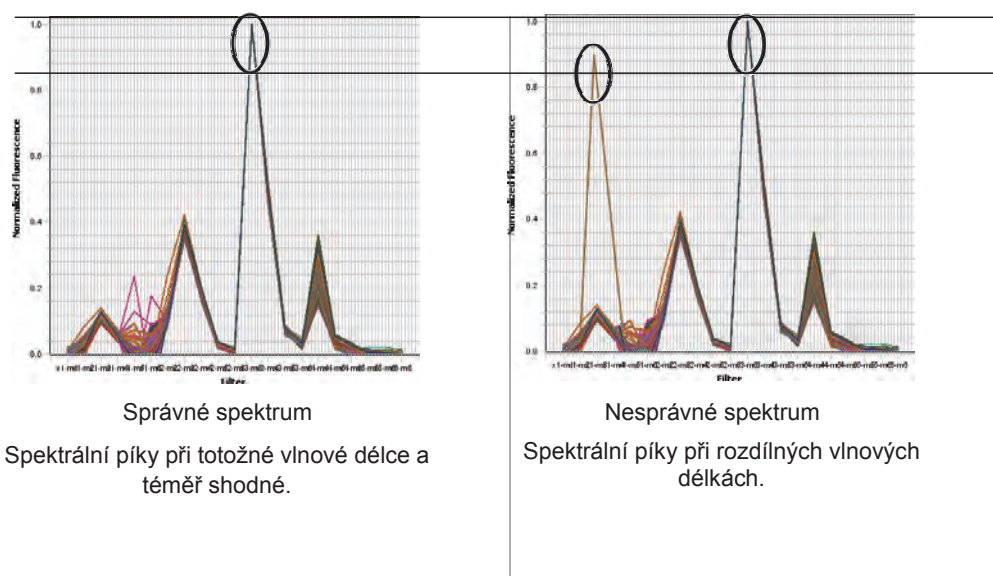 1.0
0.8
0.6
0.4
0.2
0.0
Normalized Fluorescence
Filter
Správné spektrum
Spektrální píky při totožné vlnové délce a
téměř shodné.
1.0
0.8
0.6
0.4
0.2
0.0
Normalized Fluorescence
Filter
Nesprávné spektrum
Spektrální píky při rozdílných vlnových
délkách.